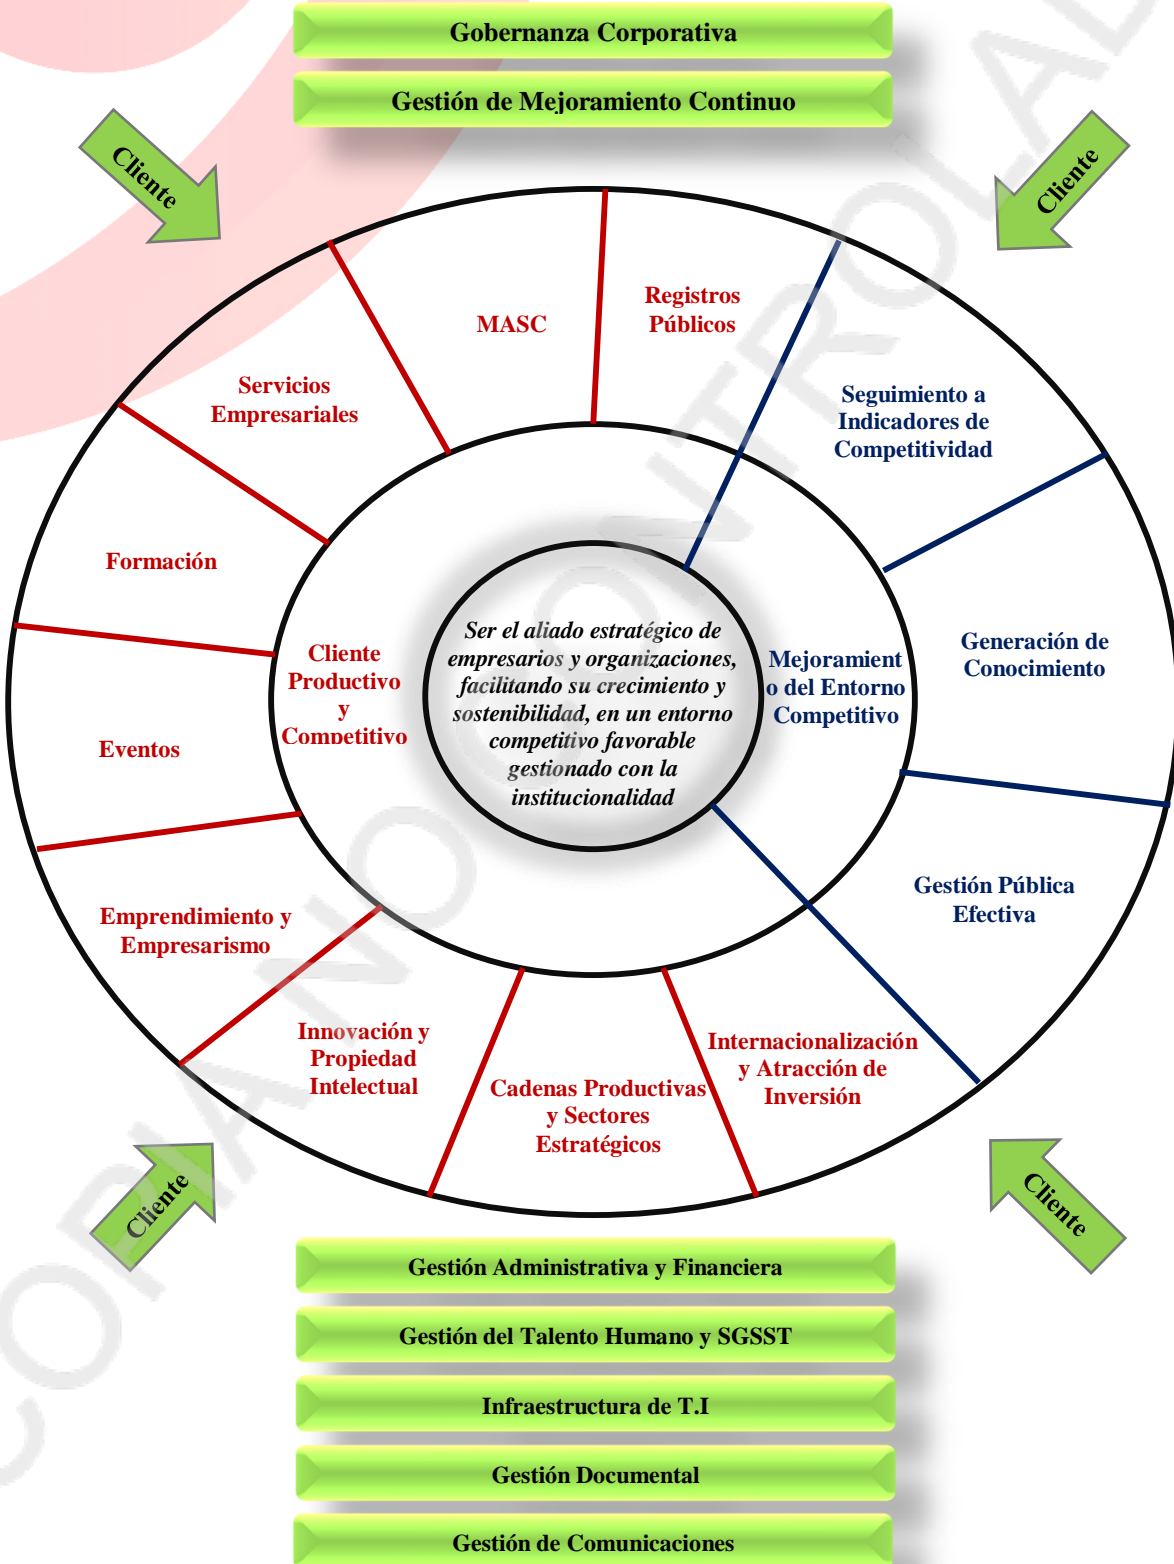 Gobernanza Corporativa
Gestión de Mejoramiento Continuo
Cliente
Cliente
MASC
Registros
Públicos
Servicios
Empresariales
Seguimiento a
Indicadores de
Competitividad
Formación
Generación de
Conocimiento
Cliente
Productivo
y
Competitivo
Ser el aliado estratégico de
empresarios y organizaciones,
facilitando su crecimiento y
sostenibilidad, en un entorno
competitivo favorable
gestionado con la
institucionalidad
Mejoramient
o del Entorno
Competitivo
Eventos
Gestión Pública
Efectiva
Emprendimiento y
Empresarismo
Innovación y
Propiedad
Intelectual
Cadenas Productivas
y Sectores
Estratégicos
Internacionalización
y Atracción de
Inversión
Cliente
Cliente
Gestión Administrativa y Financiera
Gestión del Talento Humano y SGSST
Infraestructura de T.I
Gestión Documental
Gestión de Comunicaciones
COPIA NO CONTROLAD